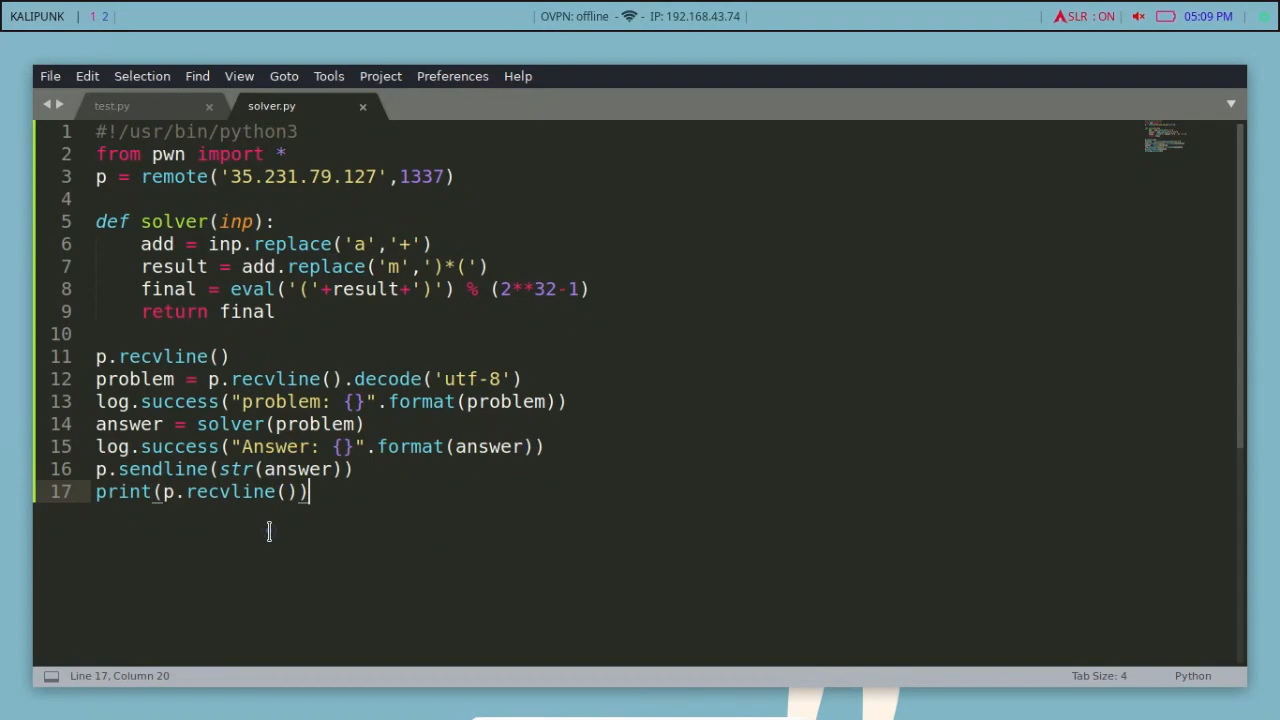 KALIPUNK | 1 2 | | OVPN: offline - - IP: 192.168.43.74 | | SLR : ON | 05:09 PM
File Edit Selection Find View Goto Tools Project Preferences Help
test.py × solver.py ×
1 #!/usr/bin/python3
2 from pwn import *
3 p = remote('35.231.79.127',1337)
4
5 def solver(inp):
6     add = inp.replace('a','+')
7     result = add.replace('m',')*(')
8     final = eval('('+result+')') % (2**32-1)
9     return final
10
11 p.recvline()
12 problem = p.recvline().decode('utf-8')
13 log.success("problem: {}".format(problem))
14 answer = solver(problem)
15 log.success("Answer: {}".format(answer))
16 p.sendline(str(answer))
17 print(p.recvline())
Line 17, Column 20 Tab Size: 4 Python